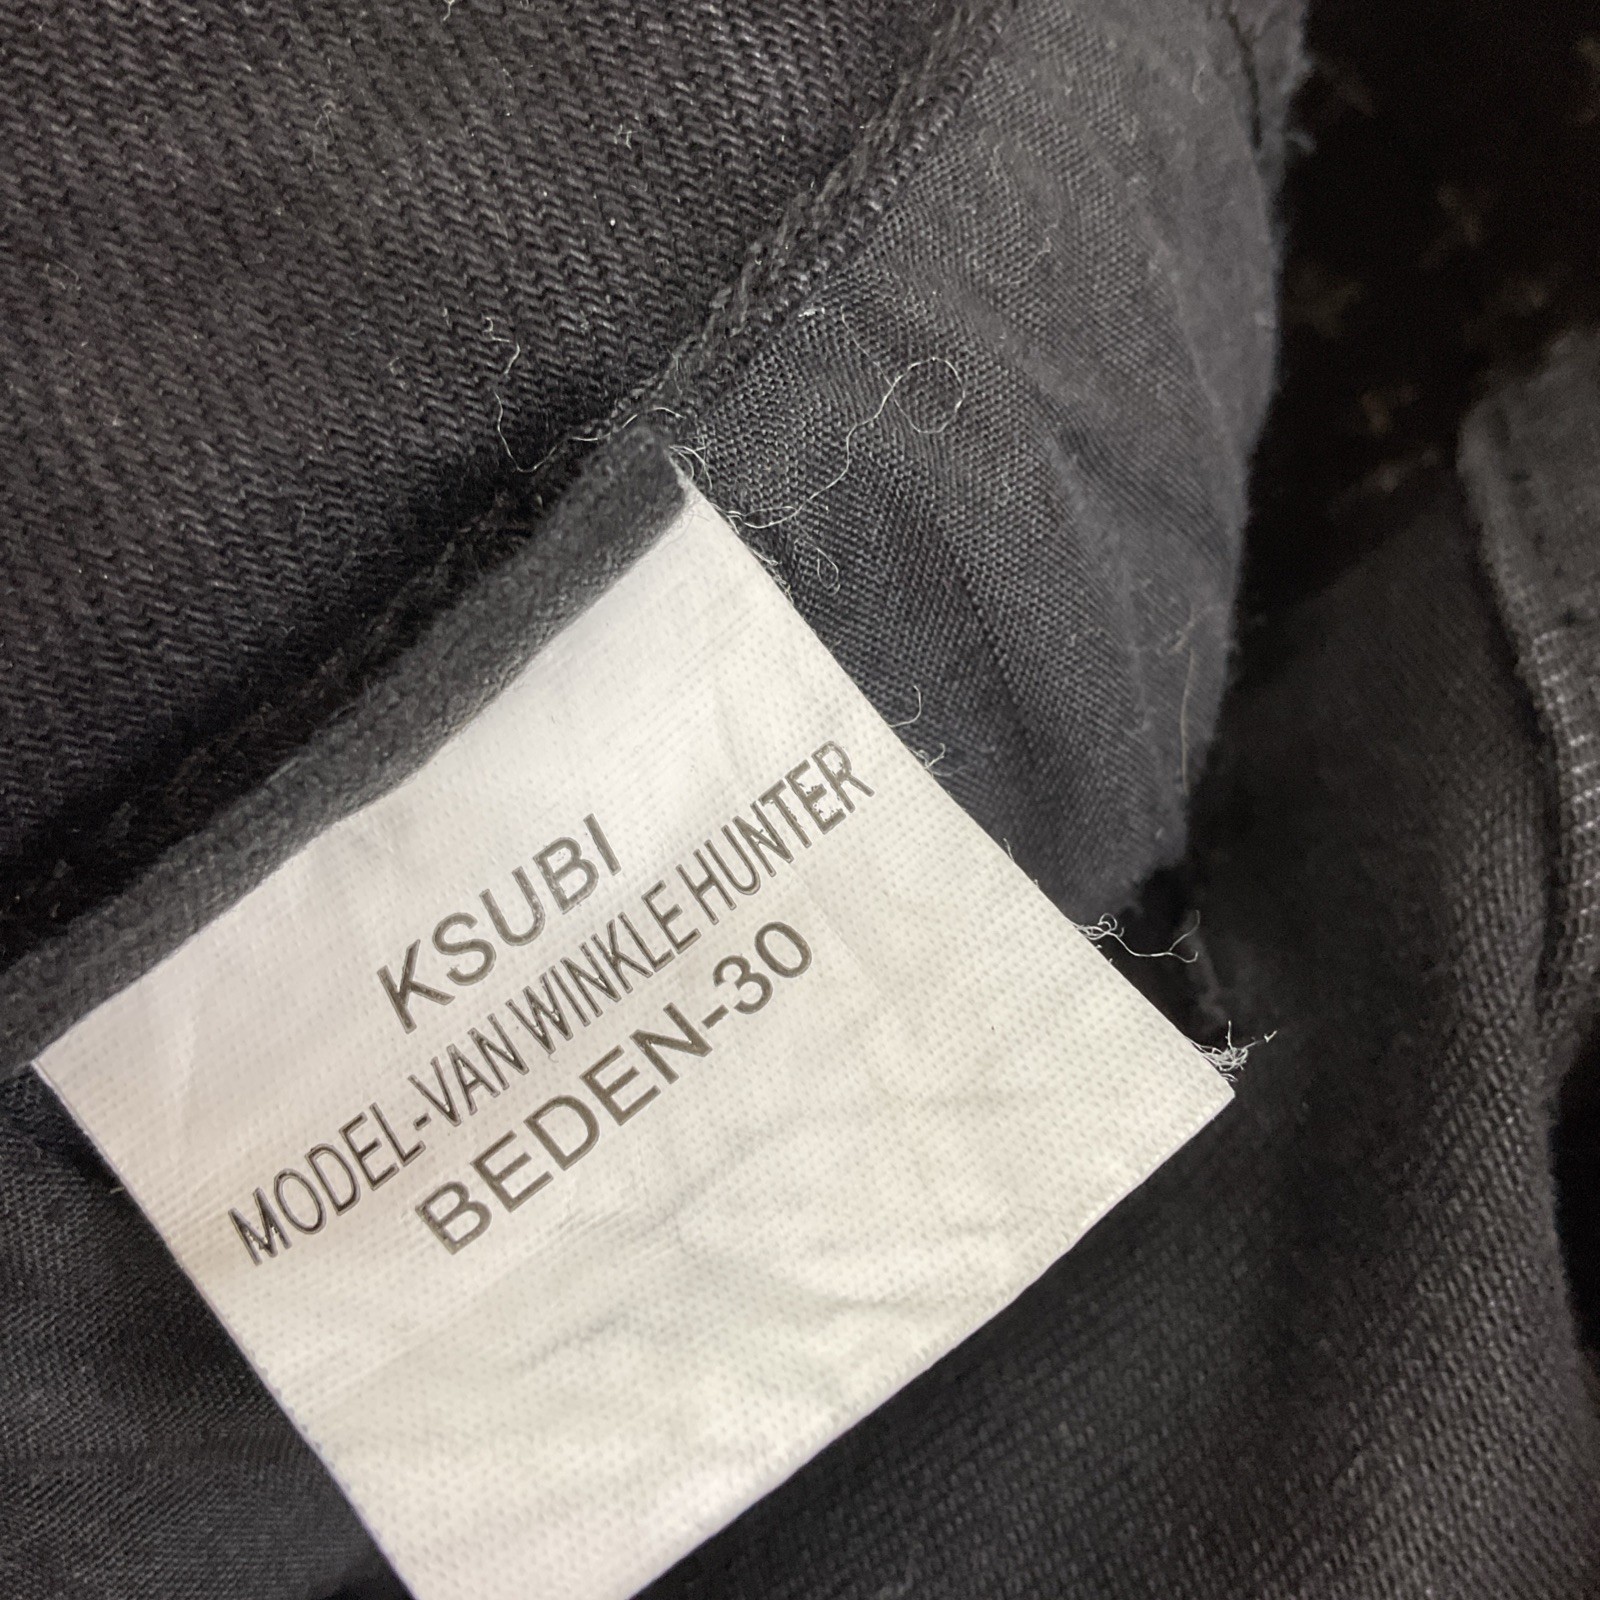 KSUBI
MODEL-VAN WINKLE HUNTER
BEDEN-30